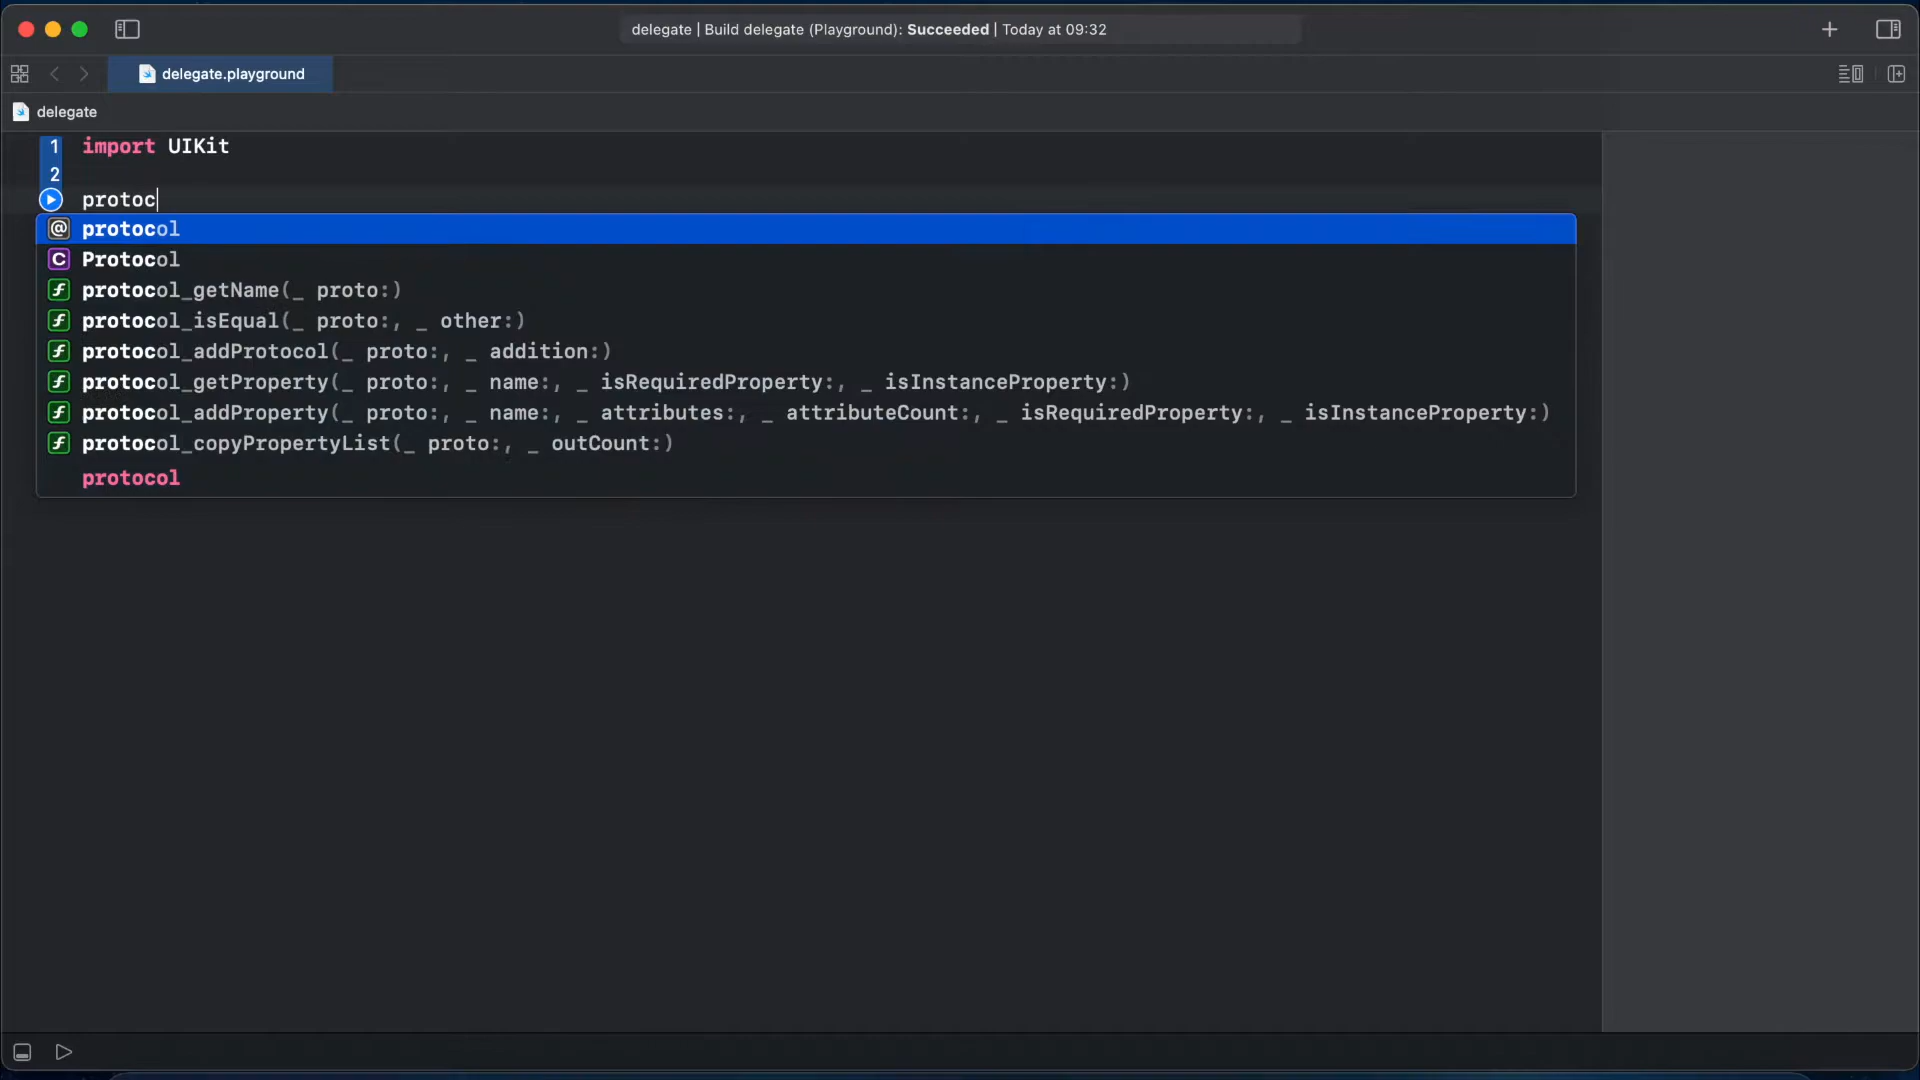 delegate | Build delegate (Playground): Succeeded | Today at 09:32
delegate.playground
delegate
1 import UIKit
2
protoc
@ protocol
C Protocol
f protocol_getName(_ proto:)
f protocol_isEqual(_ proto:, _ other:)
f protocol_addProtocol(_ proto:, _ addition:)
f protocol_getProperty(_ proto:, _ name:, _ isRequiredProperty:, _ isInstanceProperty:)
f protocol_addProperty(_ proto:, _ name:, _ attributes:, _ attributeCount:, _ isRequiredProperty:, _ isInstanceProperty:)
f protocol_copyPropertyList(_ proto:, _ outCount:)
protocol